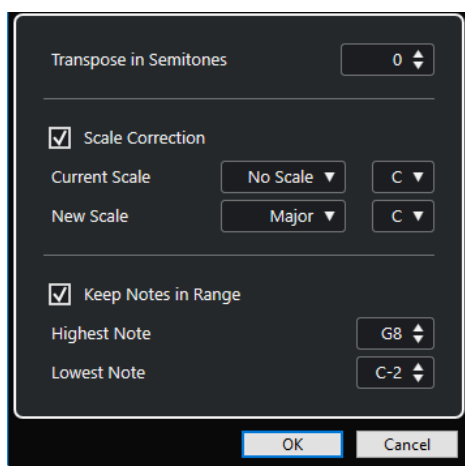 Transpose in Semitones 0
Scale Correction
Current Scale No Scale C
New Scale Major C
Keep Notes in Range
Highest Note G8
Lowest Note C-2
OK Cancel